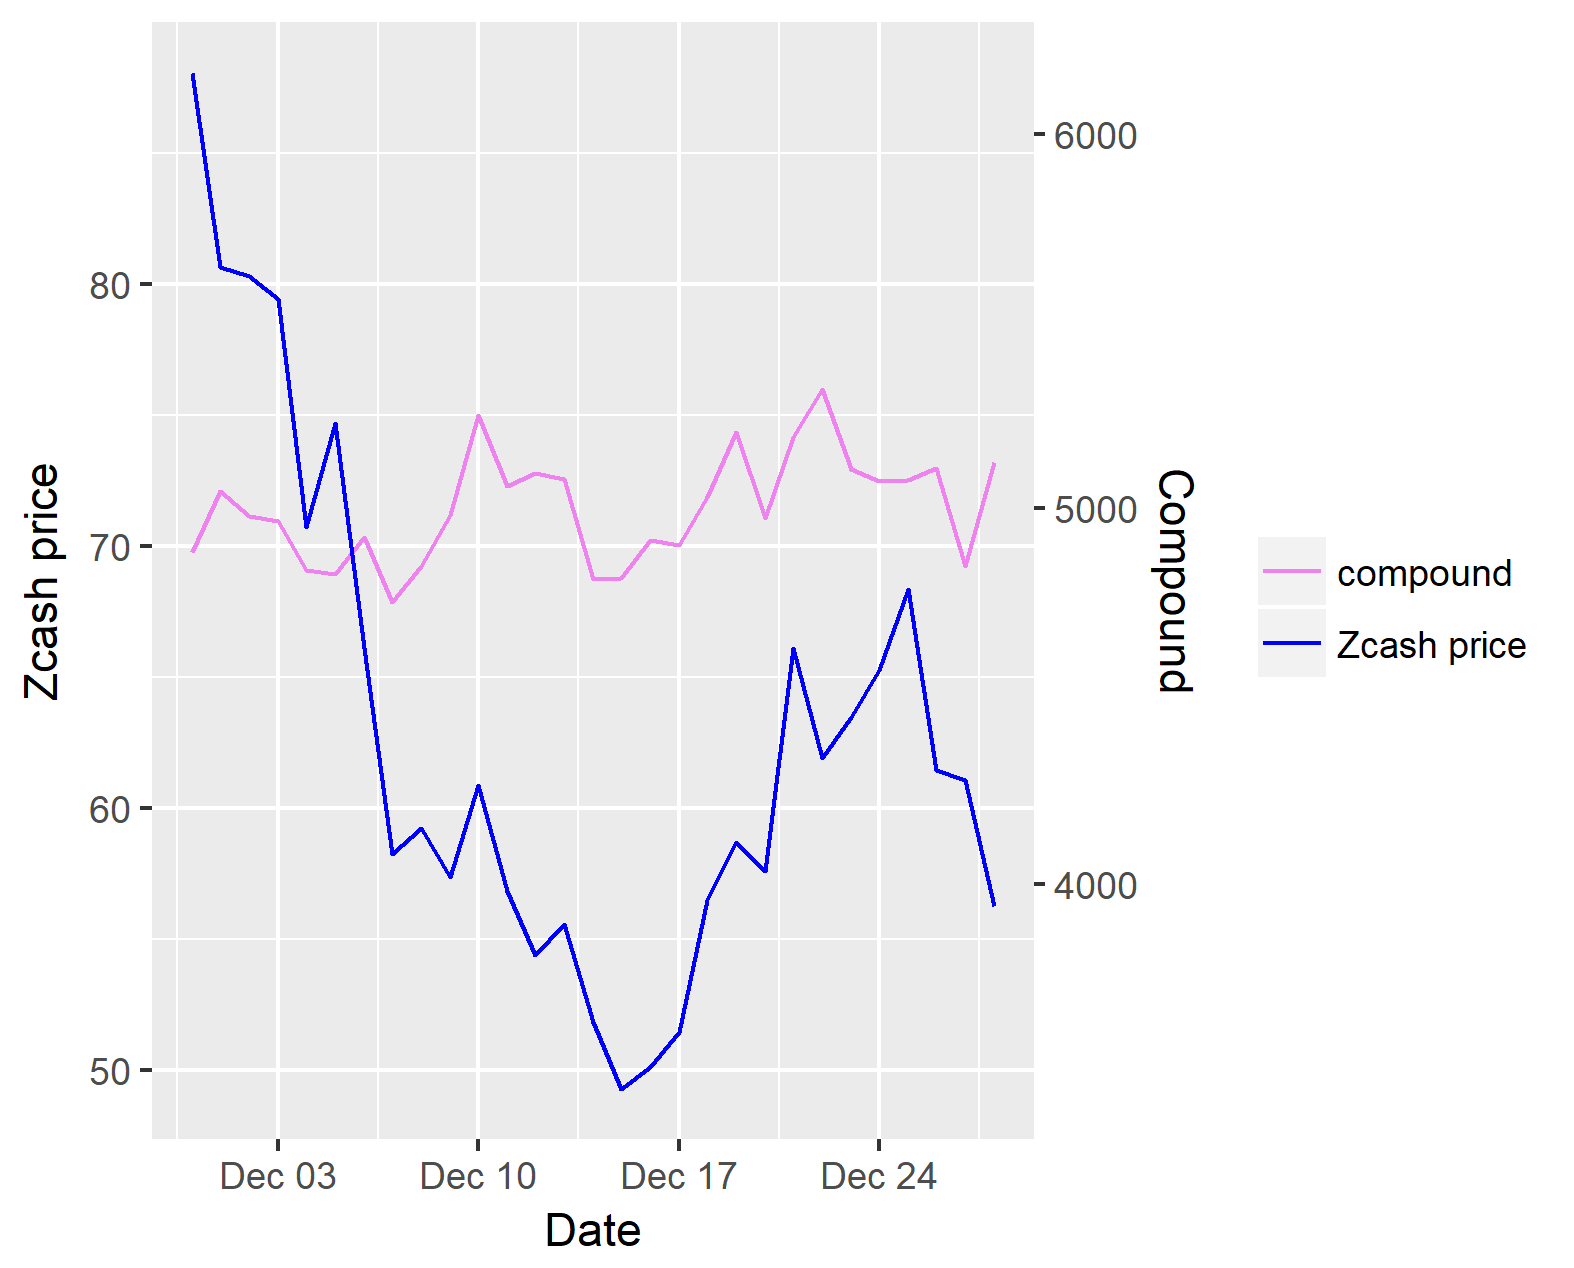 Zcash price
80
70
60
50
6000
5000
4000
Compound
Dec 03
Dec 10
Dec 17
Dec 24
Date
compound
Zcash price